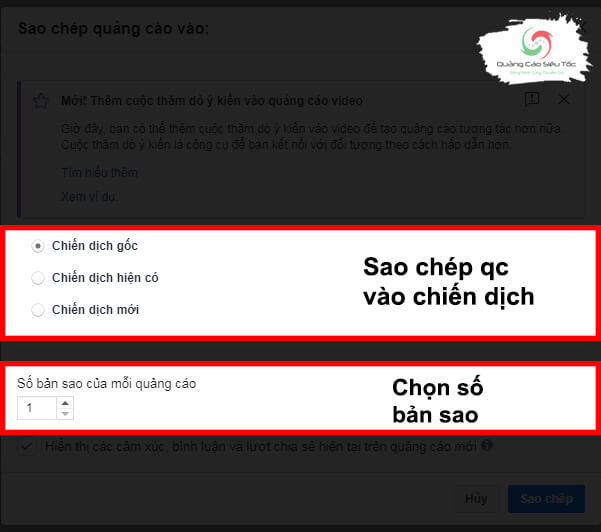 Sao chép quảng cáo vào:
Quảng Cáo Siêu Tốc
Mới! Thêm cuộc thăm dò ý kiến vào quảng cáo video
Giờ đây, bạn có thể thêm cuộc thăm dò ý kiến vào video để tạo quảng cáo tương tác hơn nữa.
Cuộc thăm dò ý kiến là công cụ để bạn kết nối với đối tượng theo cách hấp dẫn hơn.
Tìm hiểu thêm
Xem ví dụ.
Chiến dịch gốc
Chiến dịch hiện có
Chiến dịch mới
Sao chép qc
vào chiến dịch
Số bản sao của mỗi quảng cáo
1
Chọn số
bản sao
Hiển thị các cảm xúc, bình luận và lượt chia sẻ hiện tại trên quảng cáo mới
Hủy
Sao chép